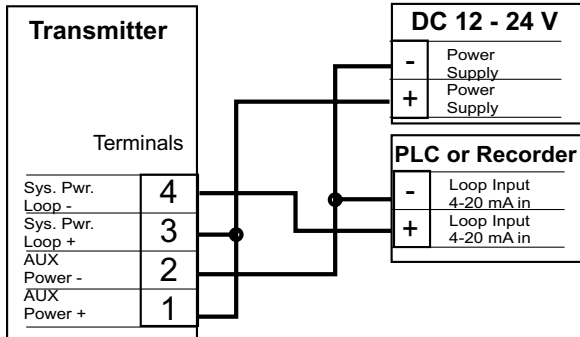 Transmitter
Terminals
Sys. Pwr.
Loop -
4
Sys. Pwr.
Loop +
3
AUX
Power -
2
AUX
Power +
1
DC 12 - 24 V
-
Power
Supply
+
Power
Supply
PLC or Recorder
-
Loop Input
4-20 mA in
+
Loop Input
4-20 mA in